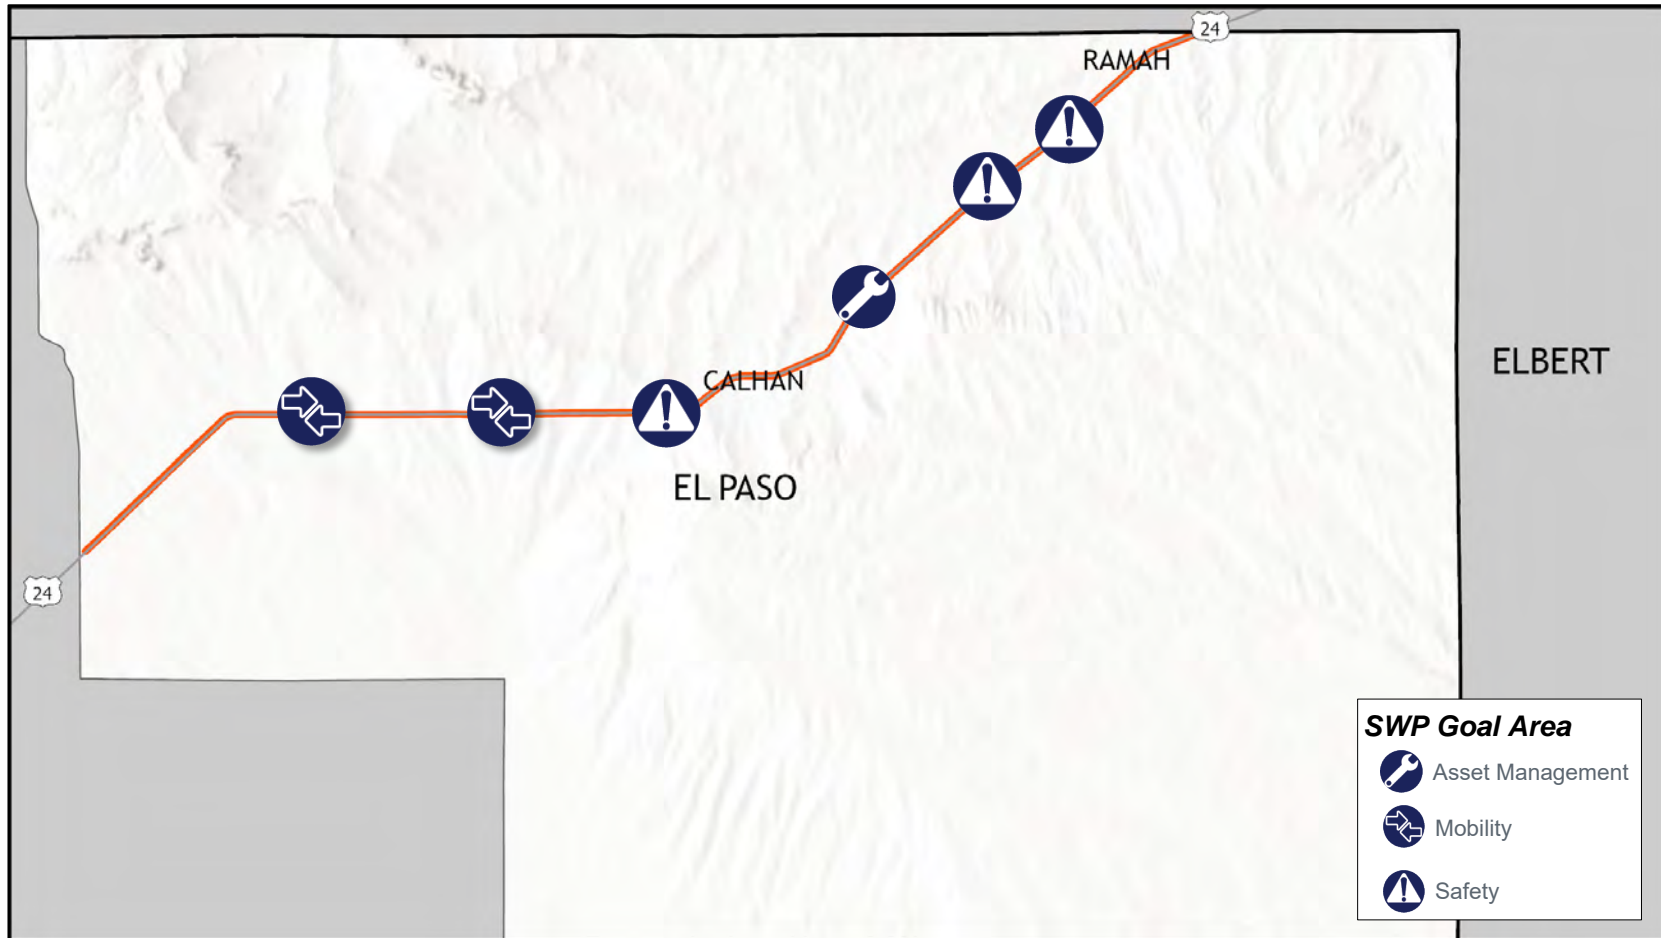 24
RAMAH
ELBERT
CALHAN
EL PASO
24
SWP Goal Area
Asset Management
Mobility
Safety